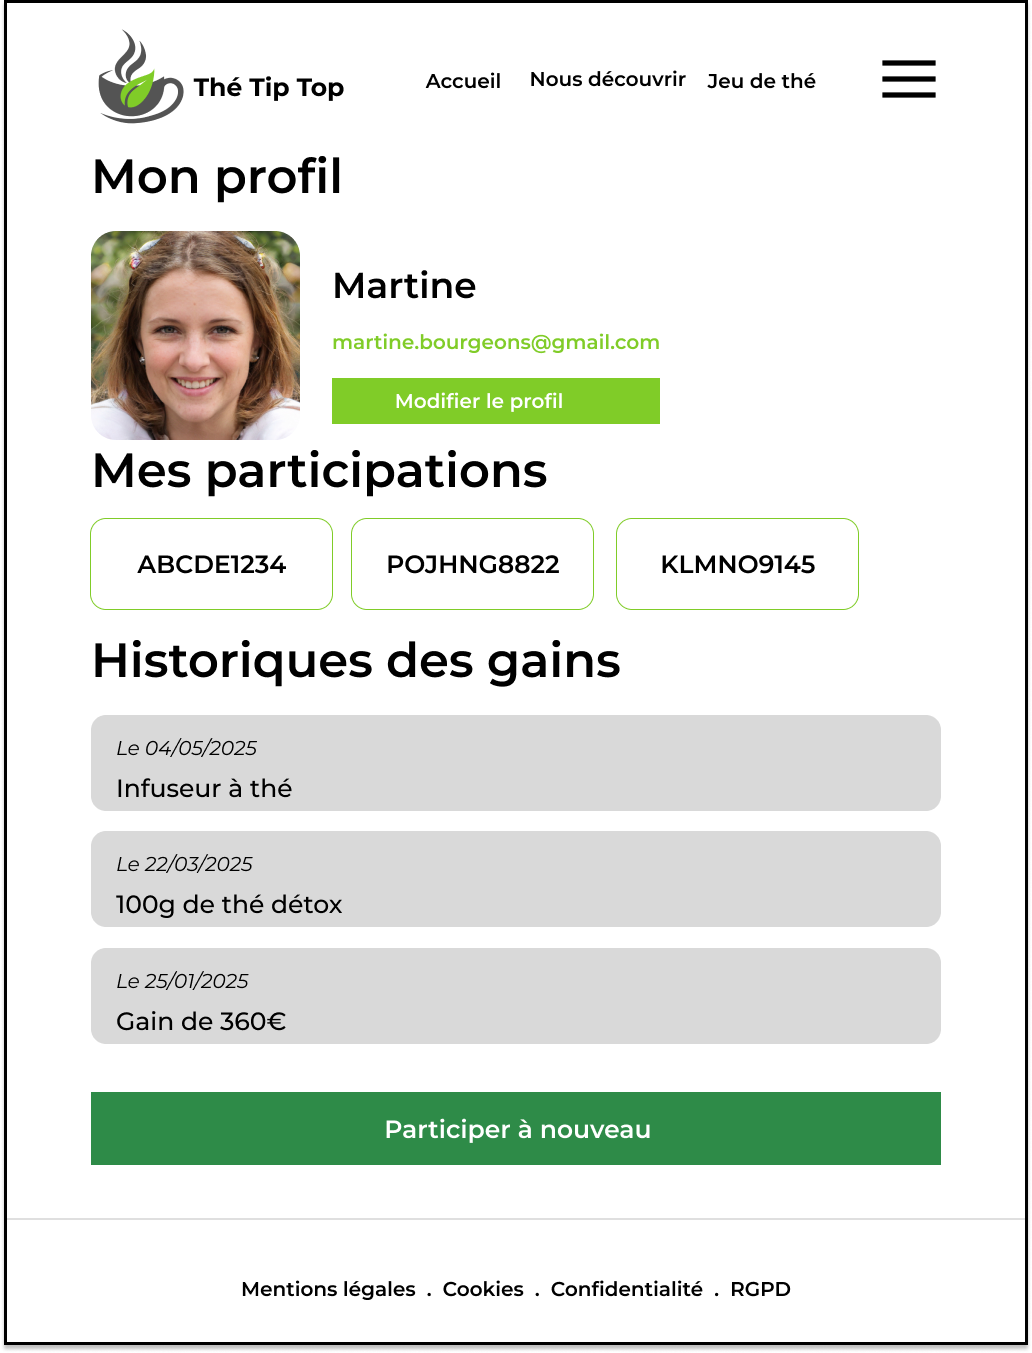 Thé Tip Top
Accueil Nous découvrir Jeu de thé
Mon profil
Martine
martine.bourgeons@gmail.com
Modifier le profil
Mes participations
ABCDE1234 POJHNG8822 KLMNO9145
Historiques des gains
Le 04/05/2025
Infuseur à thé
Le 22/03/2025
100g de thé détox
Le 25/01/2025
Gain de 360€
Participer à nouveau
Mentions légales . Cookies . Confidentialité . RGPD